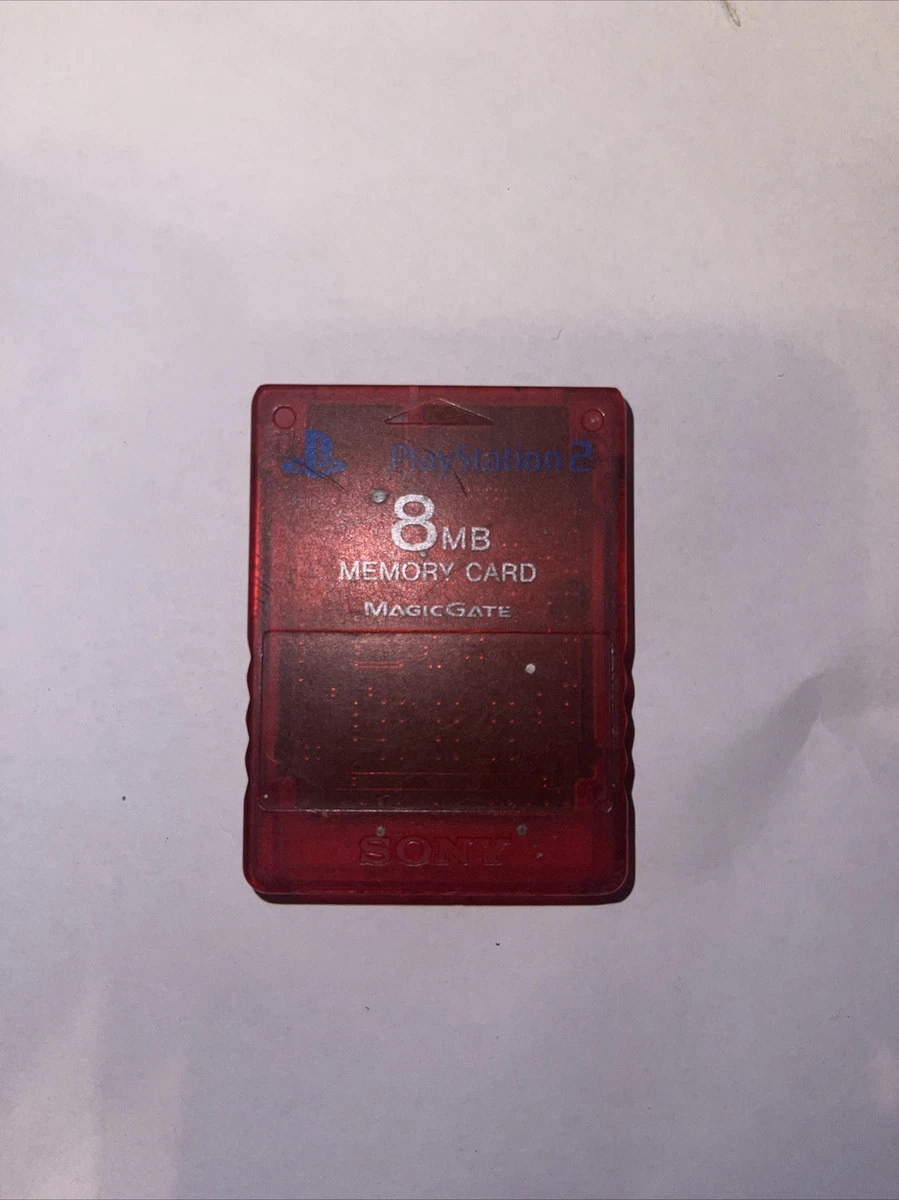 PlayStation 2
8MB
MEMORY CARD
MAGICGATE
SONY